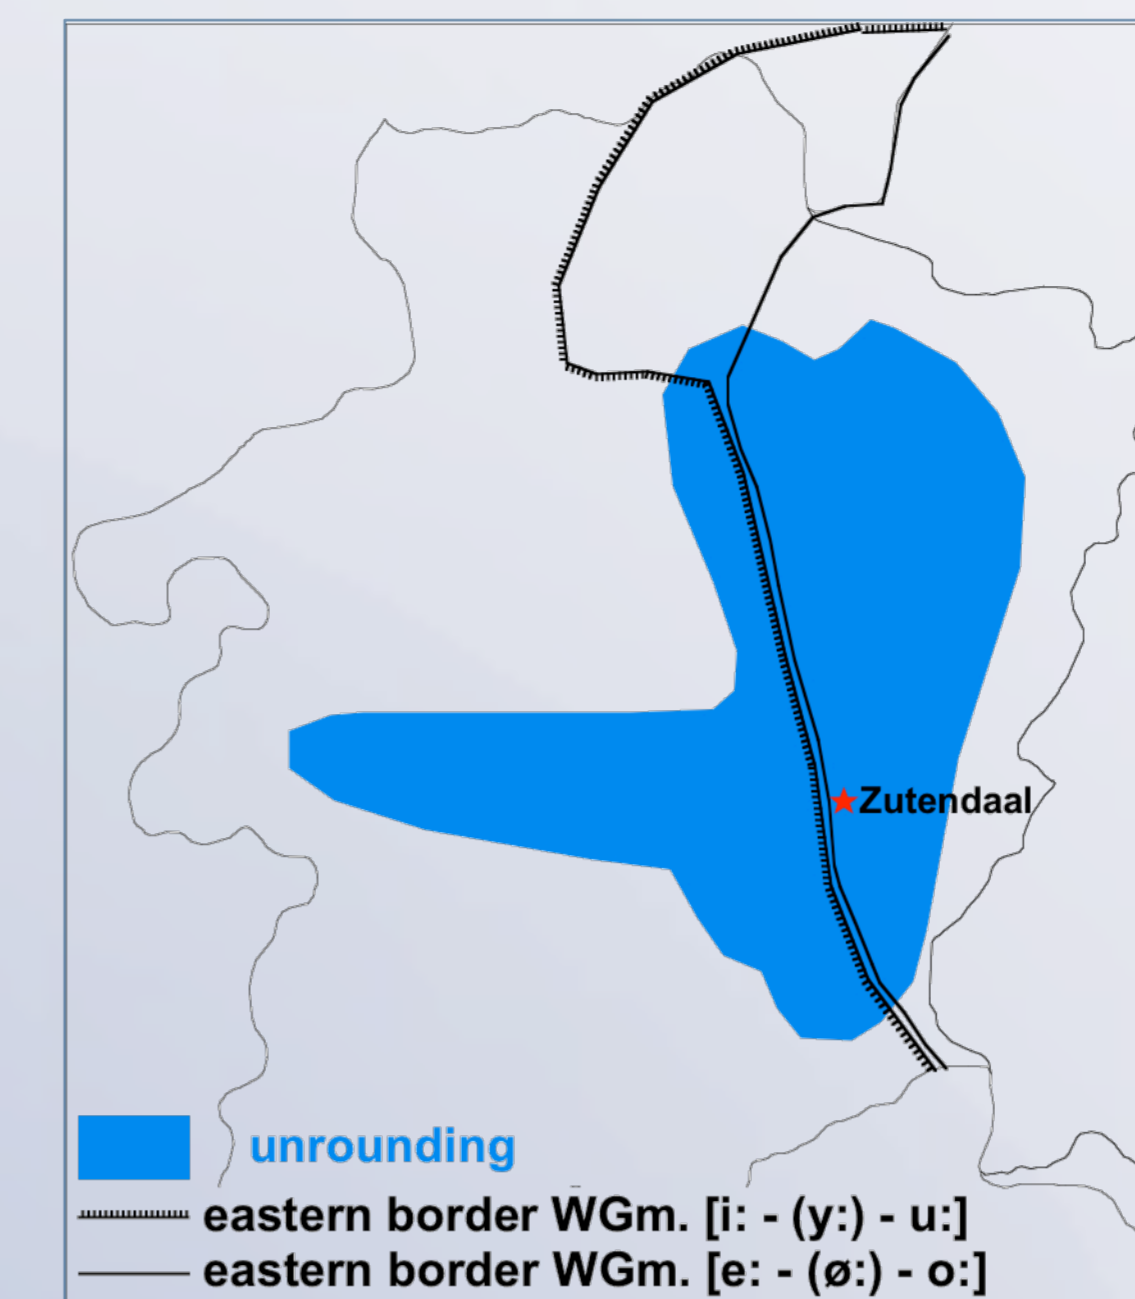 Zutendaal
unrounding
eastern border WGm. [i: - (y:) - u:]
eastern border WGm. [e: - (ø:) - o:]